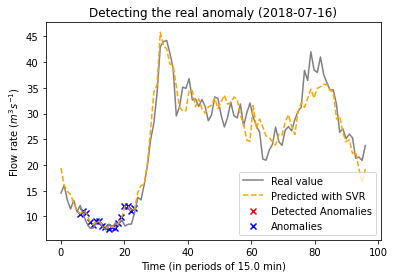 Detecting the real anomaly (2018-07-16)
Flow rate (m³s⁻¹)
45
40
35
30
25
20
15
10
0
20
40
60
80
100
Time (in periods of 15.0 min)
Real value
Predicted with SVR
Detected Anomalies
Anomalies